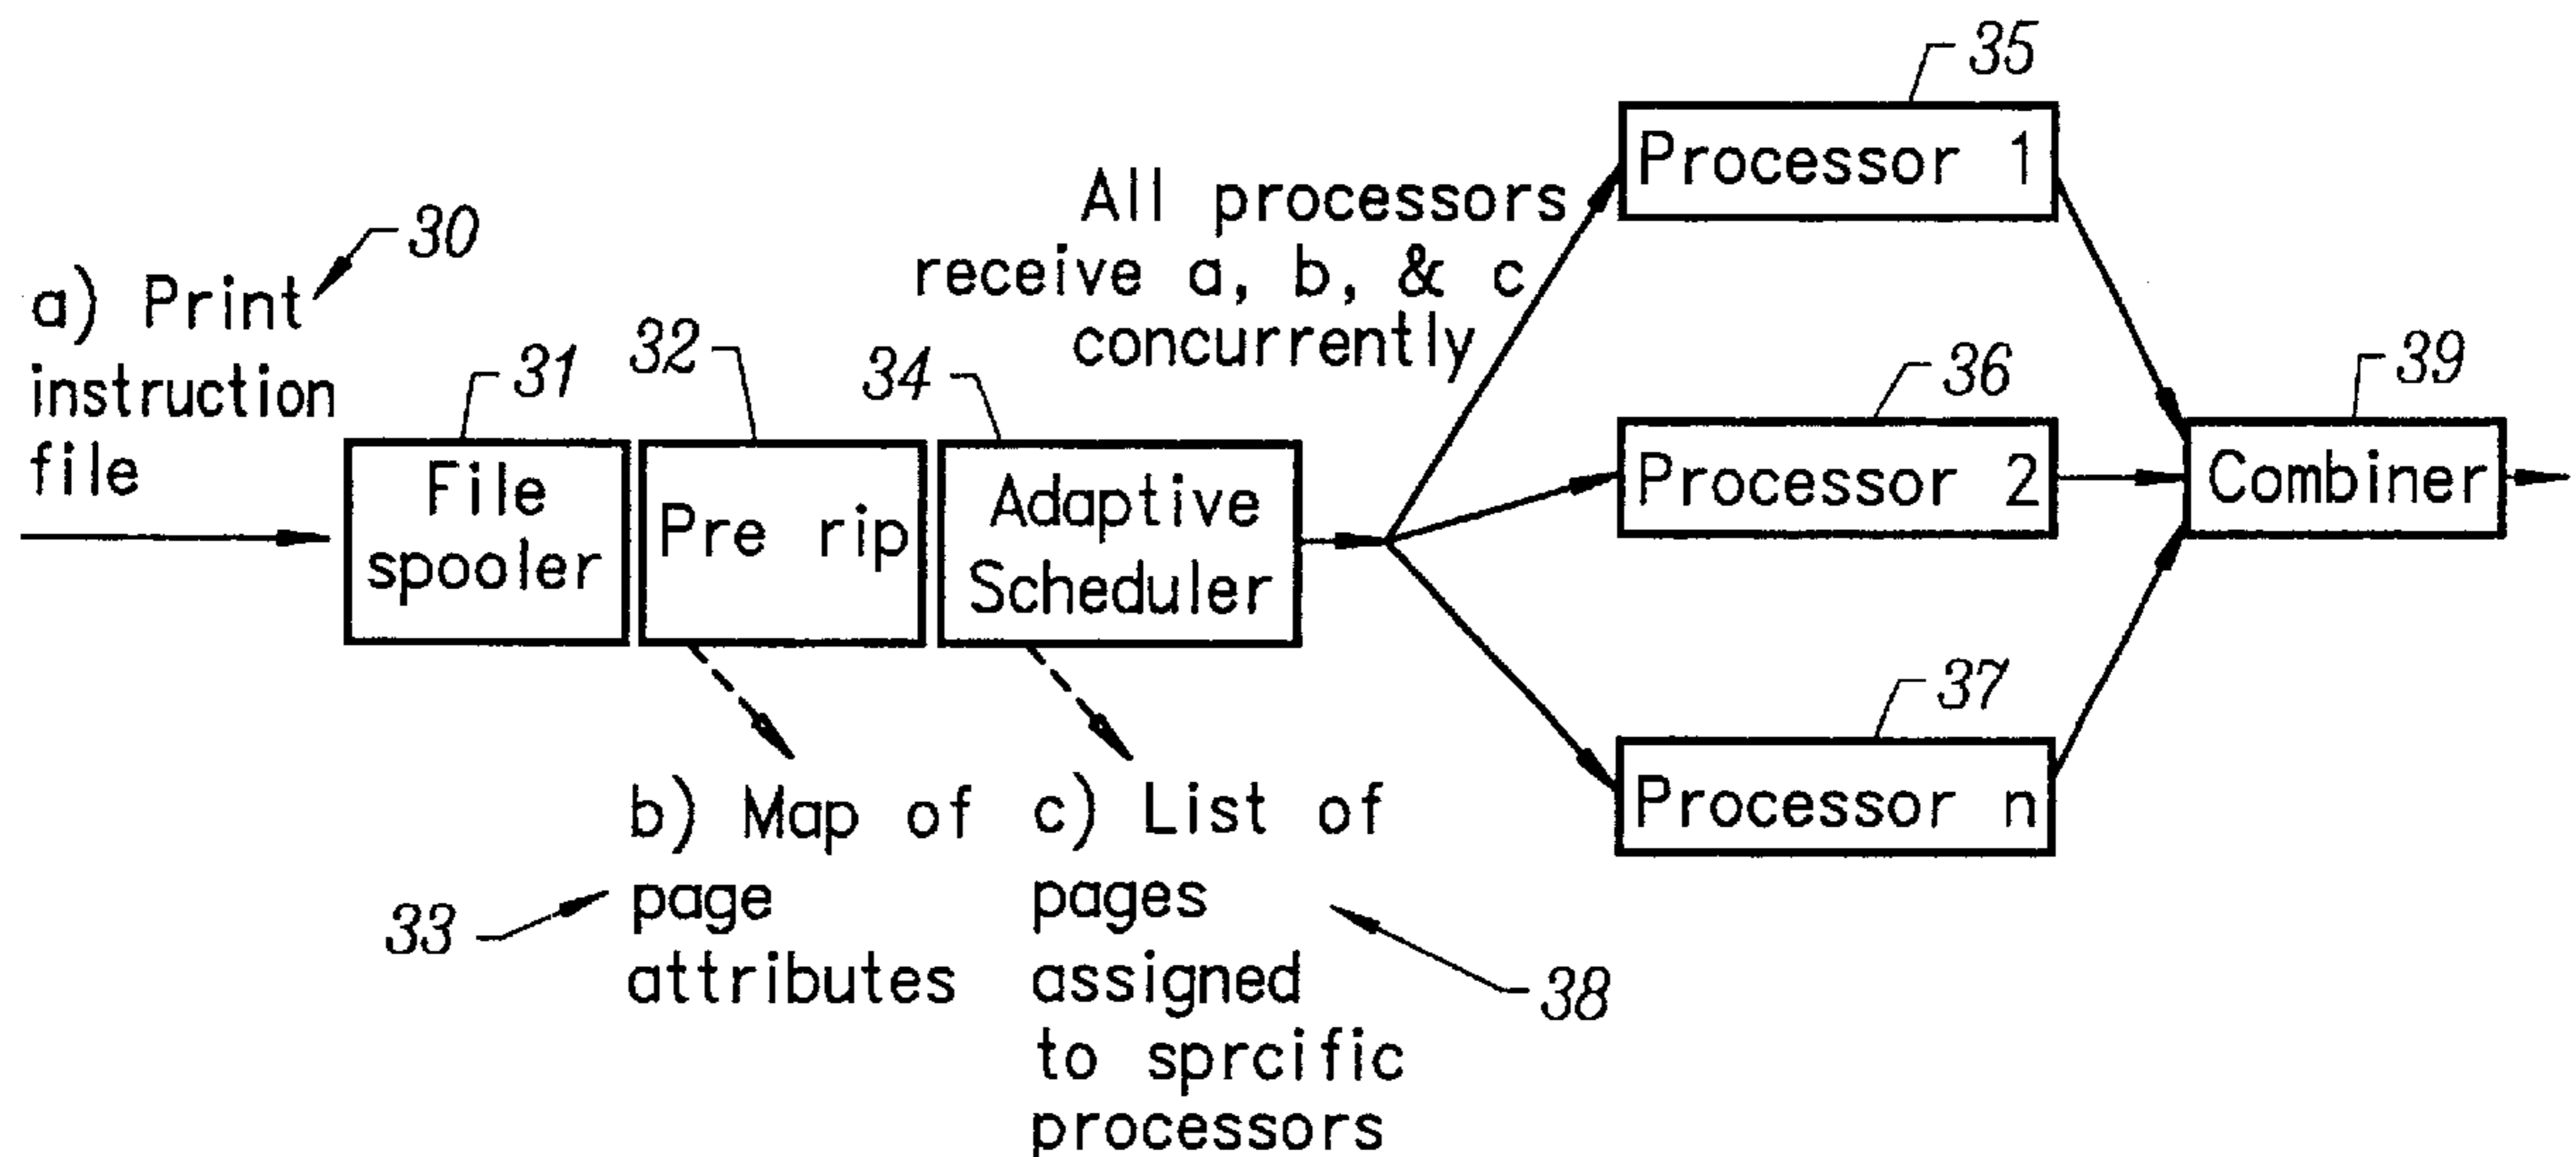 35
Processor 1
All processors
receive a, b, & c
concurrently
30
a) Print
instruction
file
31
32
34
36
39
File
spooler
Pre rip
Adaptive
Scheduler
Processor 2
Combiner
37
Processor n
b) Map of
page
attributes
33
c) List of
pages
assigned
to sprcific
processors
38